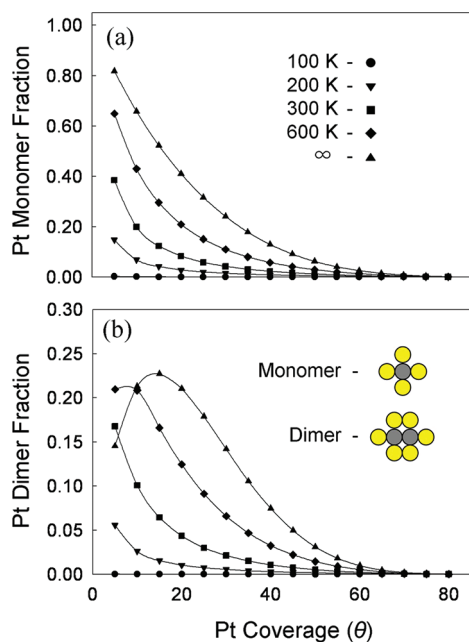 (a)
Pt Monomer Fraction
1.00
0.80
0.60
0.40
0.20
0.00
100 K -
200 K -
300 K -
600 K -
∞ -
(b)
Pt Dimer Fraction
0.30
0.25
0.20
0.15
0.10
0.05
0.00
Monomer -
Dimer -
0 20 40 60 80
Pt Coverage (θ)